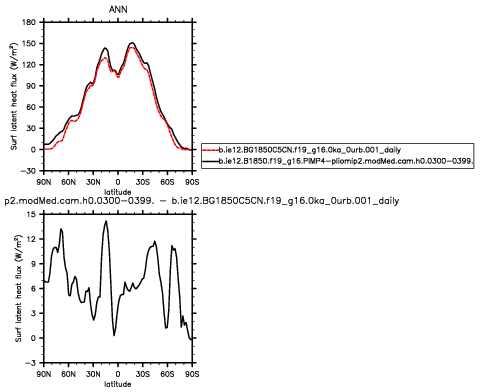 ANN
Surf latent heat flux (W/m²)
180
150
120
90
60
30
0
−30
90N 60N 30N 0 30S 60S 90S
latitude
b.ie12.BG1850C5CN.f19_g16.0ka_0urb.001_daily
b.ie12.B1850.f19_g16.PlMP4-pliomip2.modMed.cam.h0.0300-0399.
p2.modMed.cam.h0.0300-0399. − b.ie12.BG1850C5CN.f19_g16.0ka_0urb.001_daily
Surf latent heat flux (W/m²)
15
12
9
6
3
0
−3
90N 60N 30N 0 30S 60S 90S
latitude